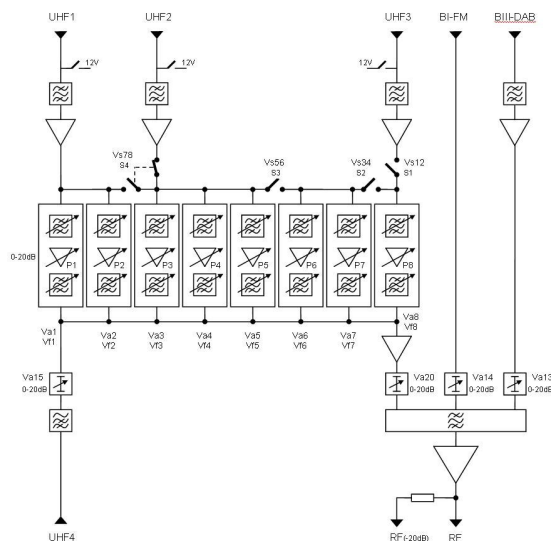 UHF1 UHF2 UHF3 BI-FM BIII-DAB
12V 12V 12V
Vs78 Vs56 Vs34 Vs12
S4 S3 S2 S1
0-20dB P1 P2 P3 P4 P5 P6 P7 P8
Va1 Va2 Va3 Va4 Va5 Va6 Va7 Va8
Vf1 Vf2 Vf3 Vf4 Vf5 Vf6 Vf7 Vf8
Va15 Va20 Va14 Va13
0-20dB 0-20dB 0-20dB 0-20dB
UHF4 RF(-20dB) RF